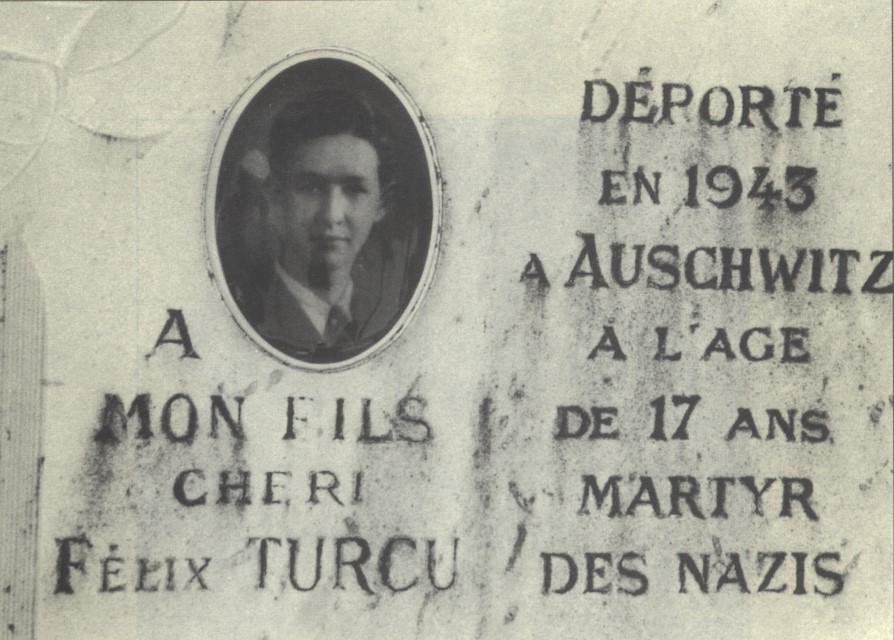 A
MON FILS
CHERI
FÉLIX TURCU
DÉPORTÉ
EN 1943
A AUSCHWITZ
A L'AGE
DE 17 ANS
MARTYR
DES NAZIS